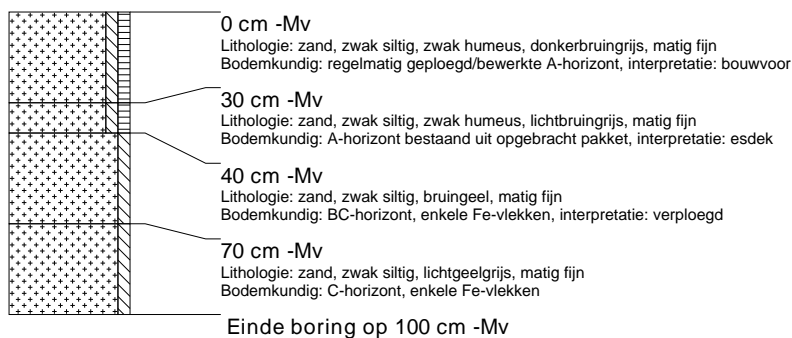 0 cm -Mv
Lithologie: zand, zwak siltig, zwak humeus, donkerbruingrijs, matig fijn
Bodemkundig: regelmatig geploegd/bewerkte A-horizont, interpretatie: bouwvoor
30 cm -Mv
Lithologie: zand, zwak siltig, zwak humeus, lichtbruingrijs, matig fijn
Bodemkundig: A-horizont bestaand uit opgebracht pakket, interpretatie: esdek
40 cm -Mv
Lithologie: zand, zwak siltig, bruingeel, matig fijn
Bodemkundig: BC-horizont, enkele Fe-vlekken, interpretatie: verploegd
70 cm -Mv
Lithologie: zand, zwak siltig, lichtgeelgrijs, matig fijn
Bodemkundig: C-horizont, enkele Fe-vlekken
Einde boring op 100 cm -Mv